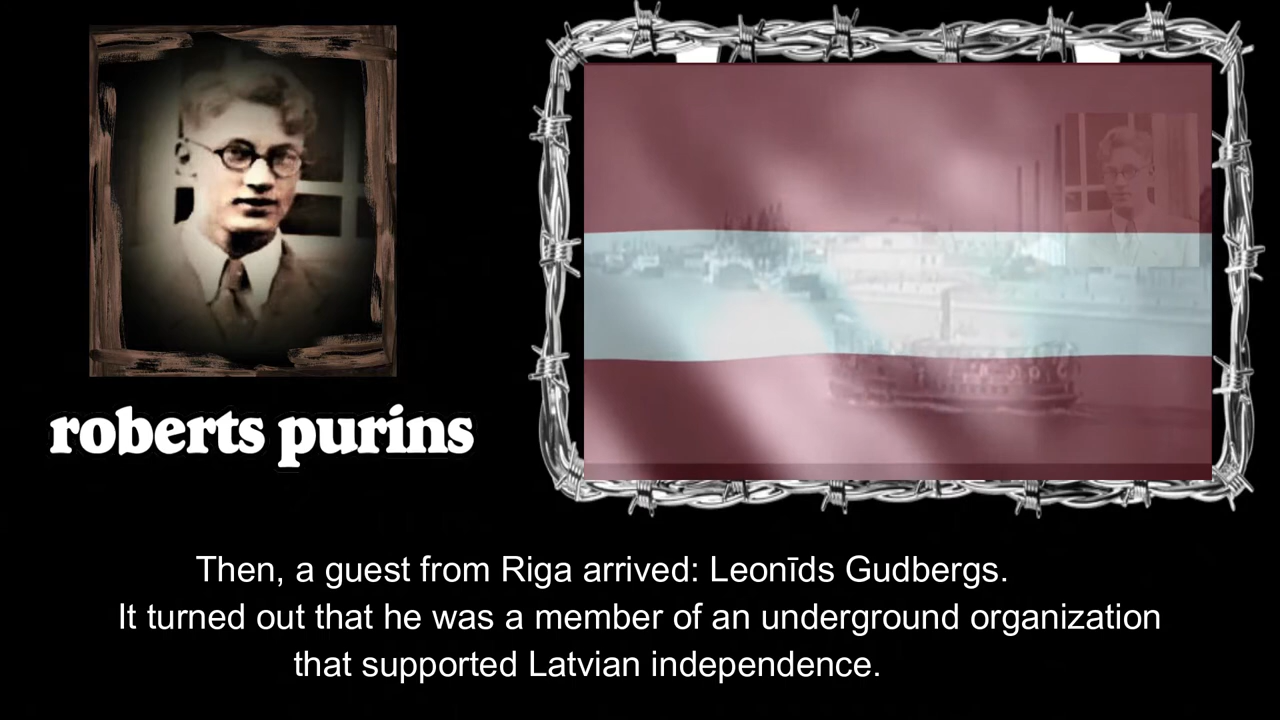 roberts purins
Then, a guest from Riga arrived: Leonīds Gudbergs.
It turned out that he was a member of an underground organization
that supported Latvian independence.